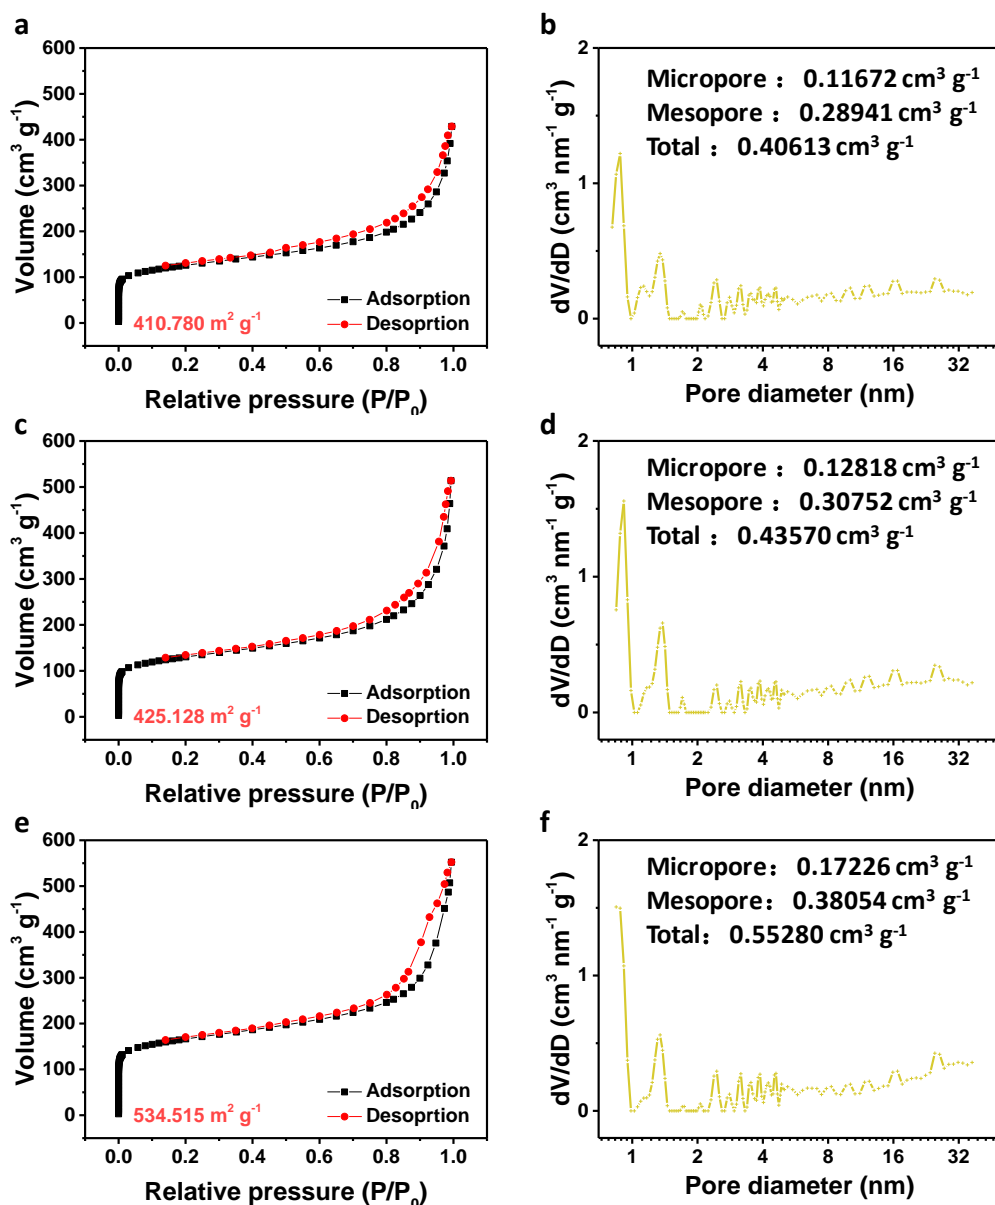 a
600
500
400
300
200
100
0
Volume (cm³ g⁻¹)
Adsorption
Desoprtion
410.780 m² g⁻¹
0.0 0.2 0.4 0.6 0.8 1.0
Relative pressure (P/P₀)
b
2
1
0
dV/dD (cm³ nm⁻¹ g⁻¹)
Micropore： 0.11672 cm³ g⁻¹
Mesopore： 0.28941 cm³ g⁻¹
Total： 0.40613 cm³ g⁻¹
1 2 4 8 16 32
Pore diameter (nm)
c
600
500
400
300
200
100
0
Volume (cm³ g⁻¹)
Adsorption
Desoprtion
425.128 m² g⁻¹
0.0 0.2 0.4 0.6 0.8 1.0
Relative pressure (P/P₀)
d
2
1
0
dV/dD (cm³ nm⁻¹ g⁻¹)
Micropore： 0.12818 cm³ g⁻¹
Mesopore： 0.30752 cm³ g⁻¹
Total： 0.43570 cm³ g⁻¹
1 2 4 8 16 32
Pore diameter (nm)
e
600
500
400
300
200
100
0
Volume (cm³ g⁻¹)
Adsorption
Desoprtion
534.515 m² g⁻¹
0.0 0.2 0.4 0.6 0.8 1.0
Relative pressure (P/P₀)
f
2
1
0
dV/dD (cm³ nm⁻¹ g⁻¹)
Micropore： 0.17226 cm³ g⁻¹
Mesopore： 0.38054 cm³ g⁻¹
Total： 0.55280 cm³ g⁻¹
1 2 4 8 16 32
Pore diameter (nm)